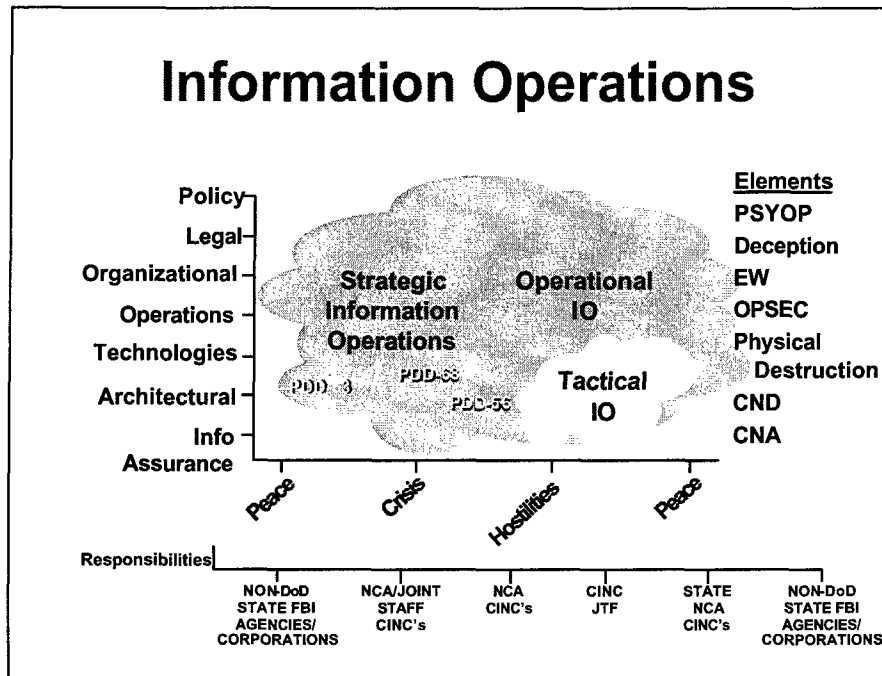 Information Operations
Policy
Legal
Organizational
Operations
Technologies
Architectural
Info
Assurance
Strategic
Information
Operations
Operational
IO
Tactical
IO
PDD-68
PDD-56
Elements
PSYOP
Deception
EW
OPSEC
Physical
Destruction
CND
CNA
Peace
Crisis
Hostilities
Peace
Responsibilities
NON-DoD
STATE FBI
AGENCIES/
CORPORATIONS
NCA/JOINT
STAFF
CINC's
NCA
CINC's
CINC
JTF
STATE
NCA
CINC's
NON-DoD
STATE FBI
AGENCIES/
CORPORATIONS